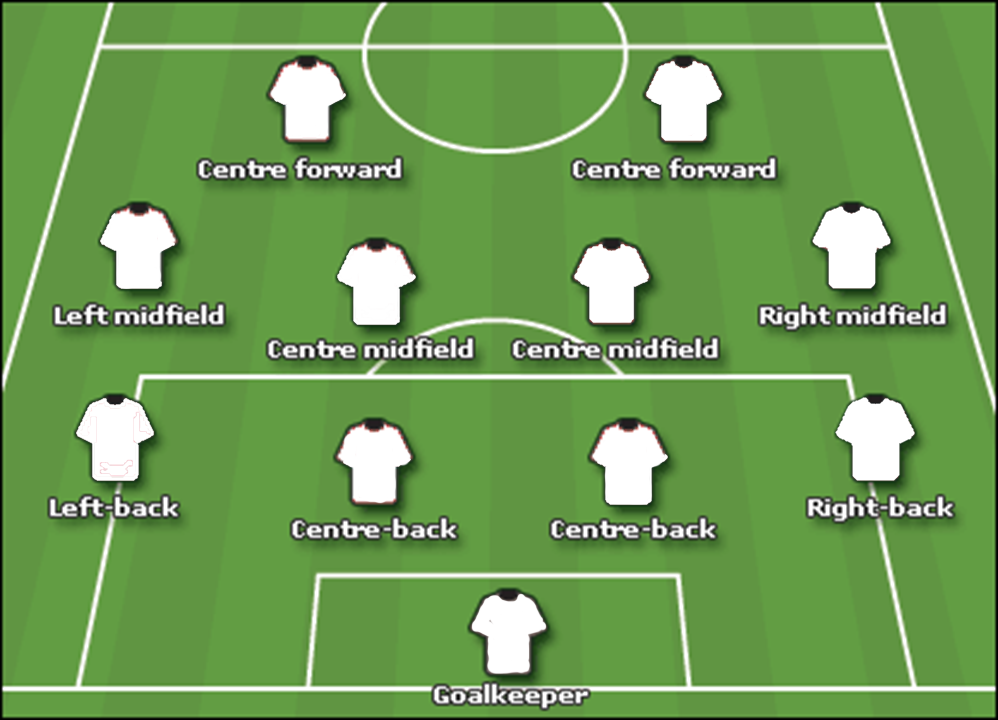 Centre forward
Centre forward
Left midfield
Right midfield
Centre midfield
Centre midfield
Left-back
Right-back
Centre-back
Centre-back
Goalkeeper